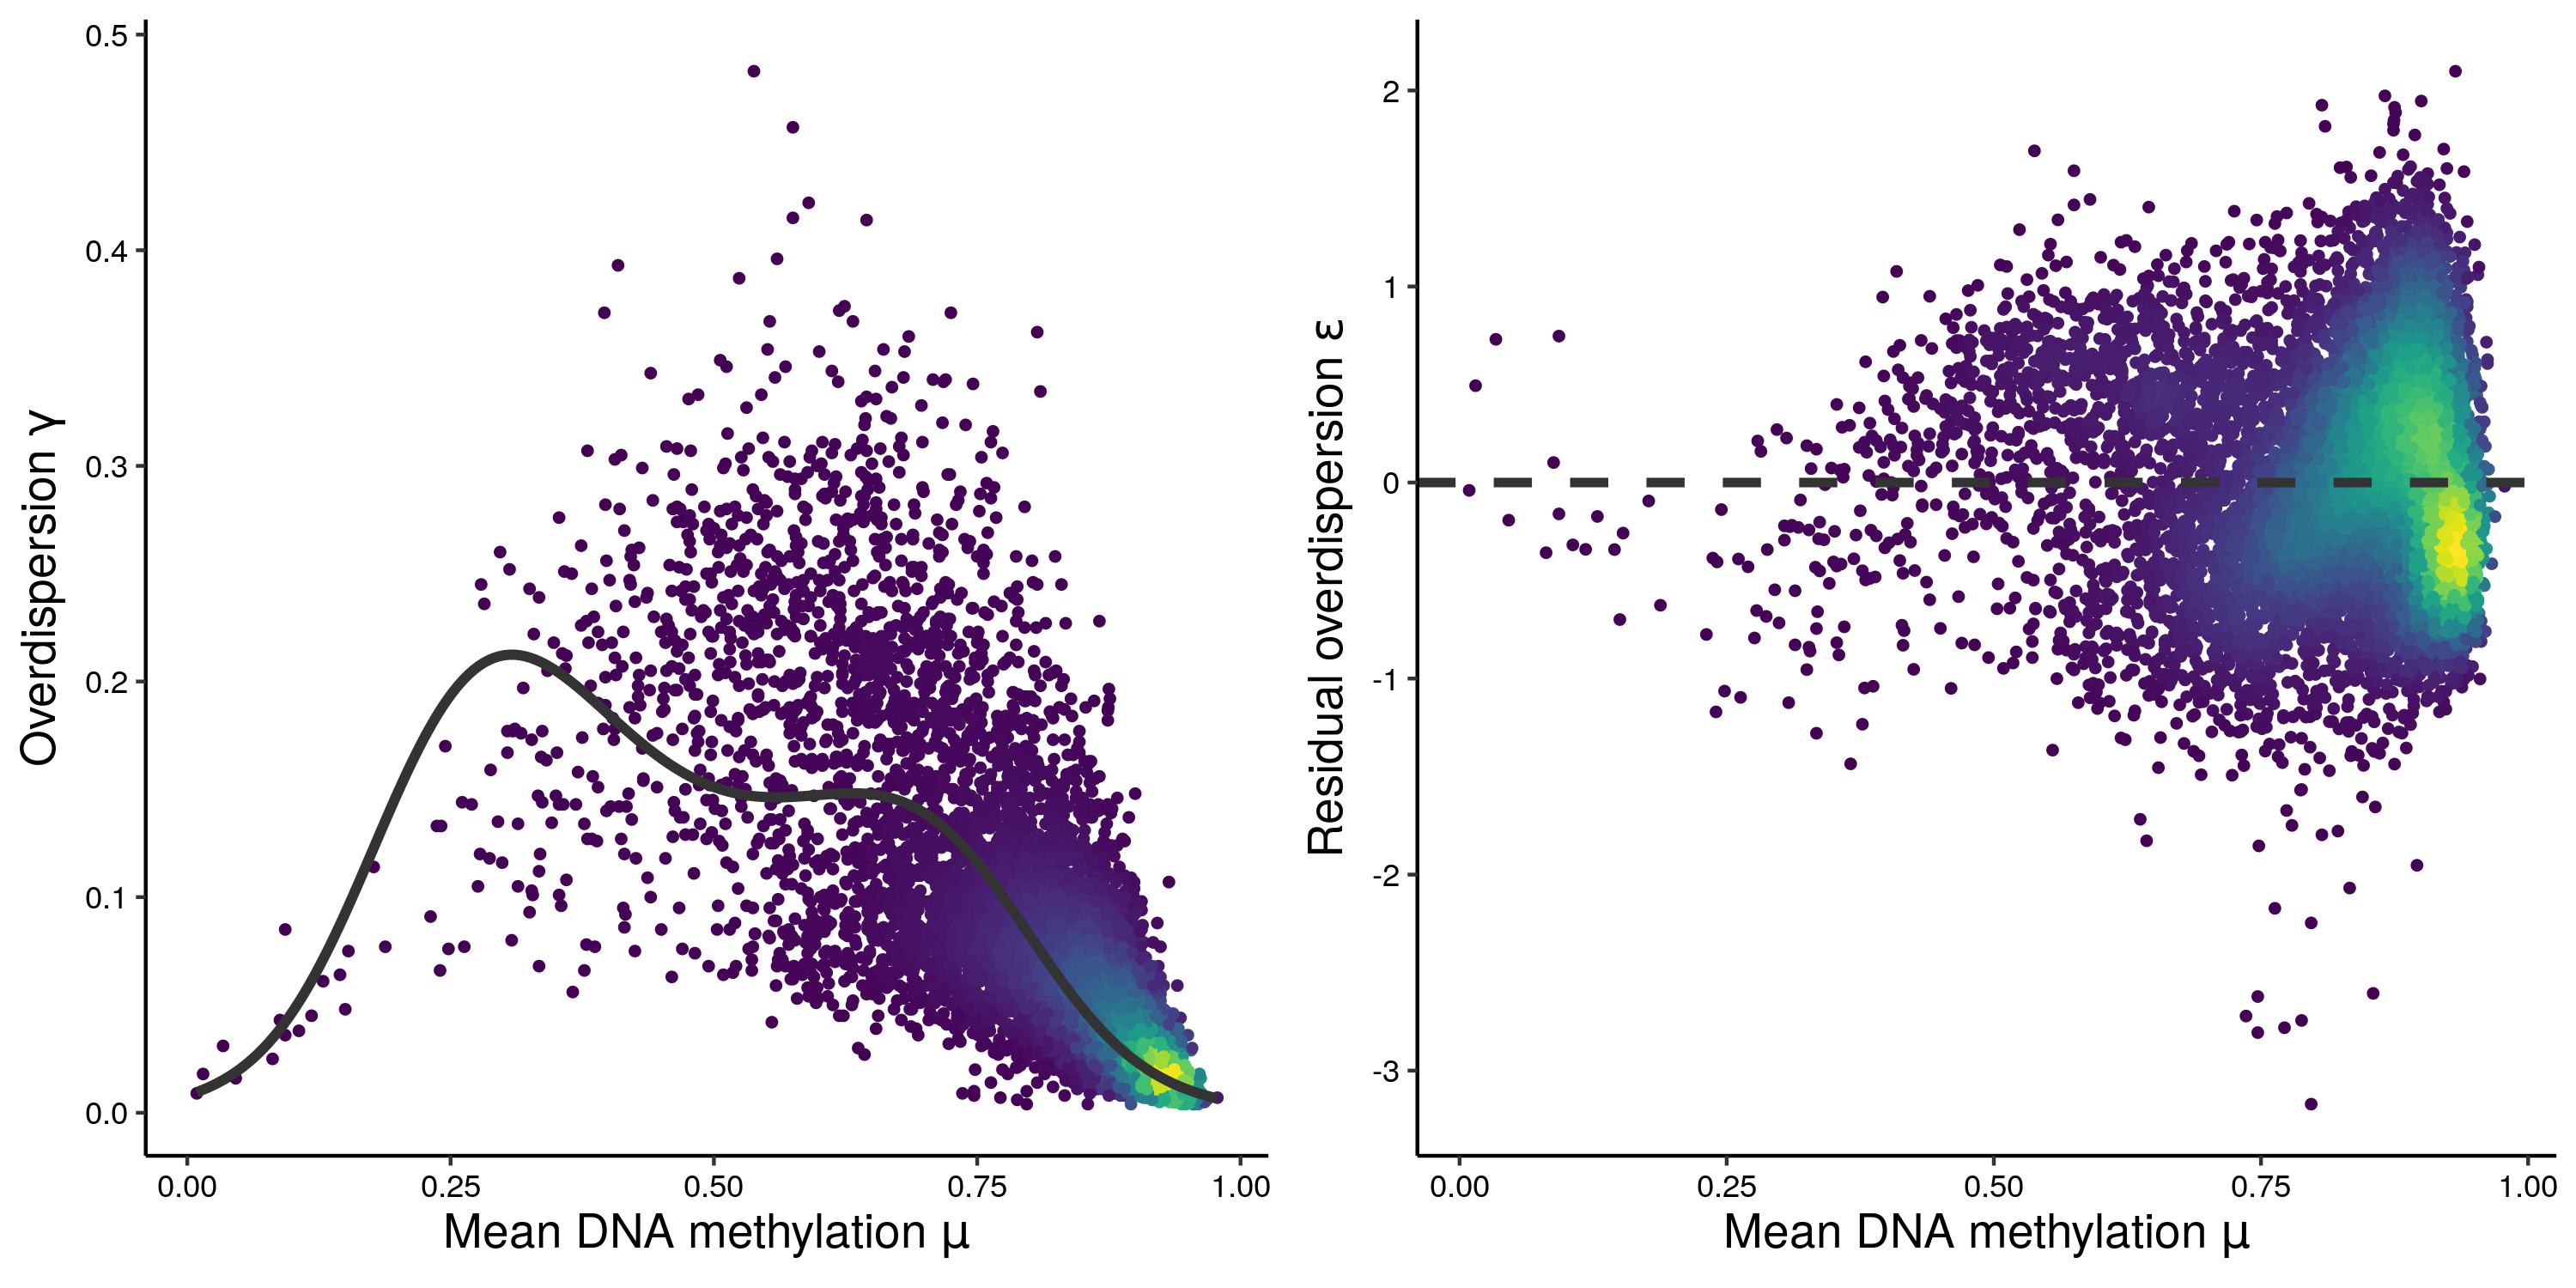 Overdispersion γ
0.5
0.4
0.3
0.2
0.1
0.0
0.00 0.25 0.50 0.75 1.00
Mean DNA methylation μ
Residual overdispersion ε
2
1
0
-1
-2
-3
0.00 0.25 0.50 0.75 1.00
Mean DNA methylation μ